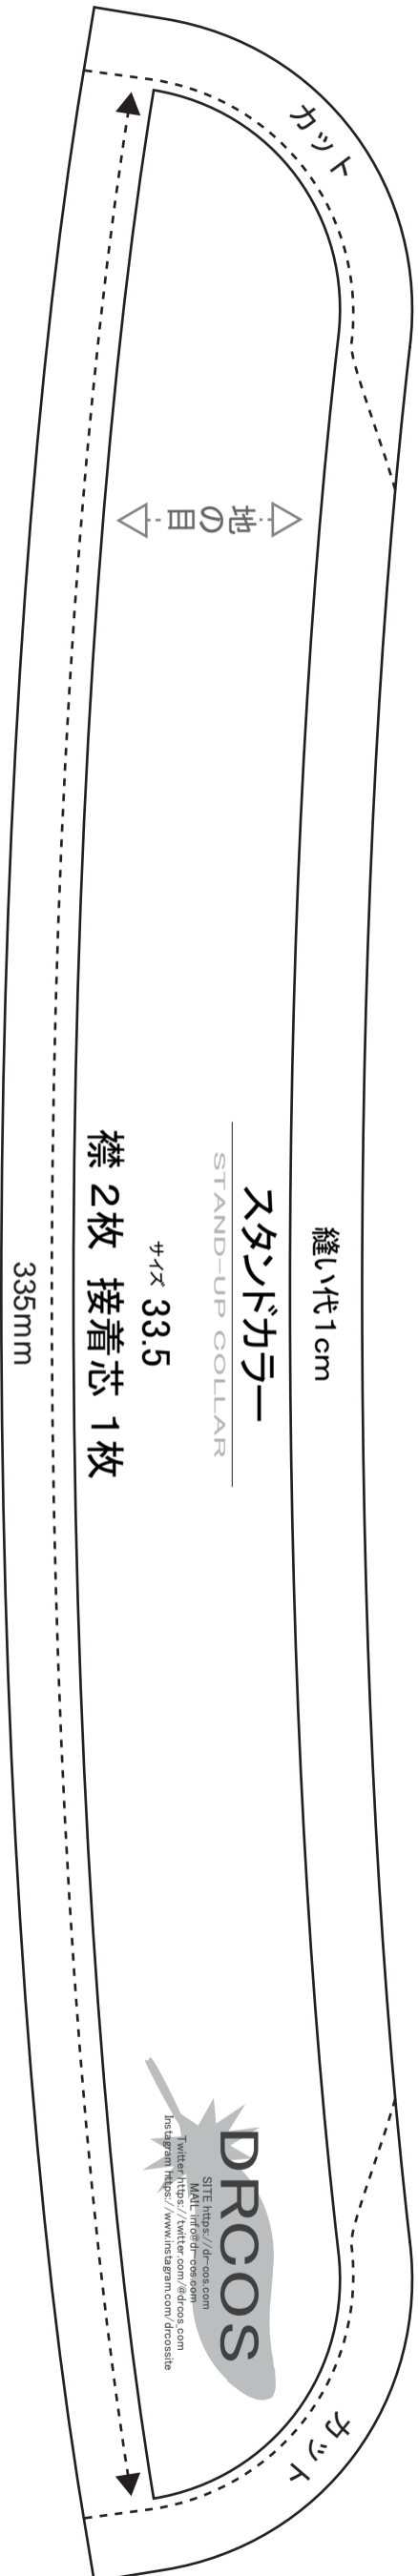 カット
地の目
縫い代1cm
スタンドカラー
STAND-UP COLLAR
サイズ 33.5
襟 2枚 接着芯 1枚
335mm
DRCOS
SITE https://dr-cos.com
MAIL info@dr-cos.com
Twitter https://twitter.com/@drcos_com
Instagram https://www.instagram.com/drcossite
カット